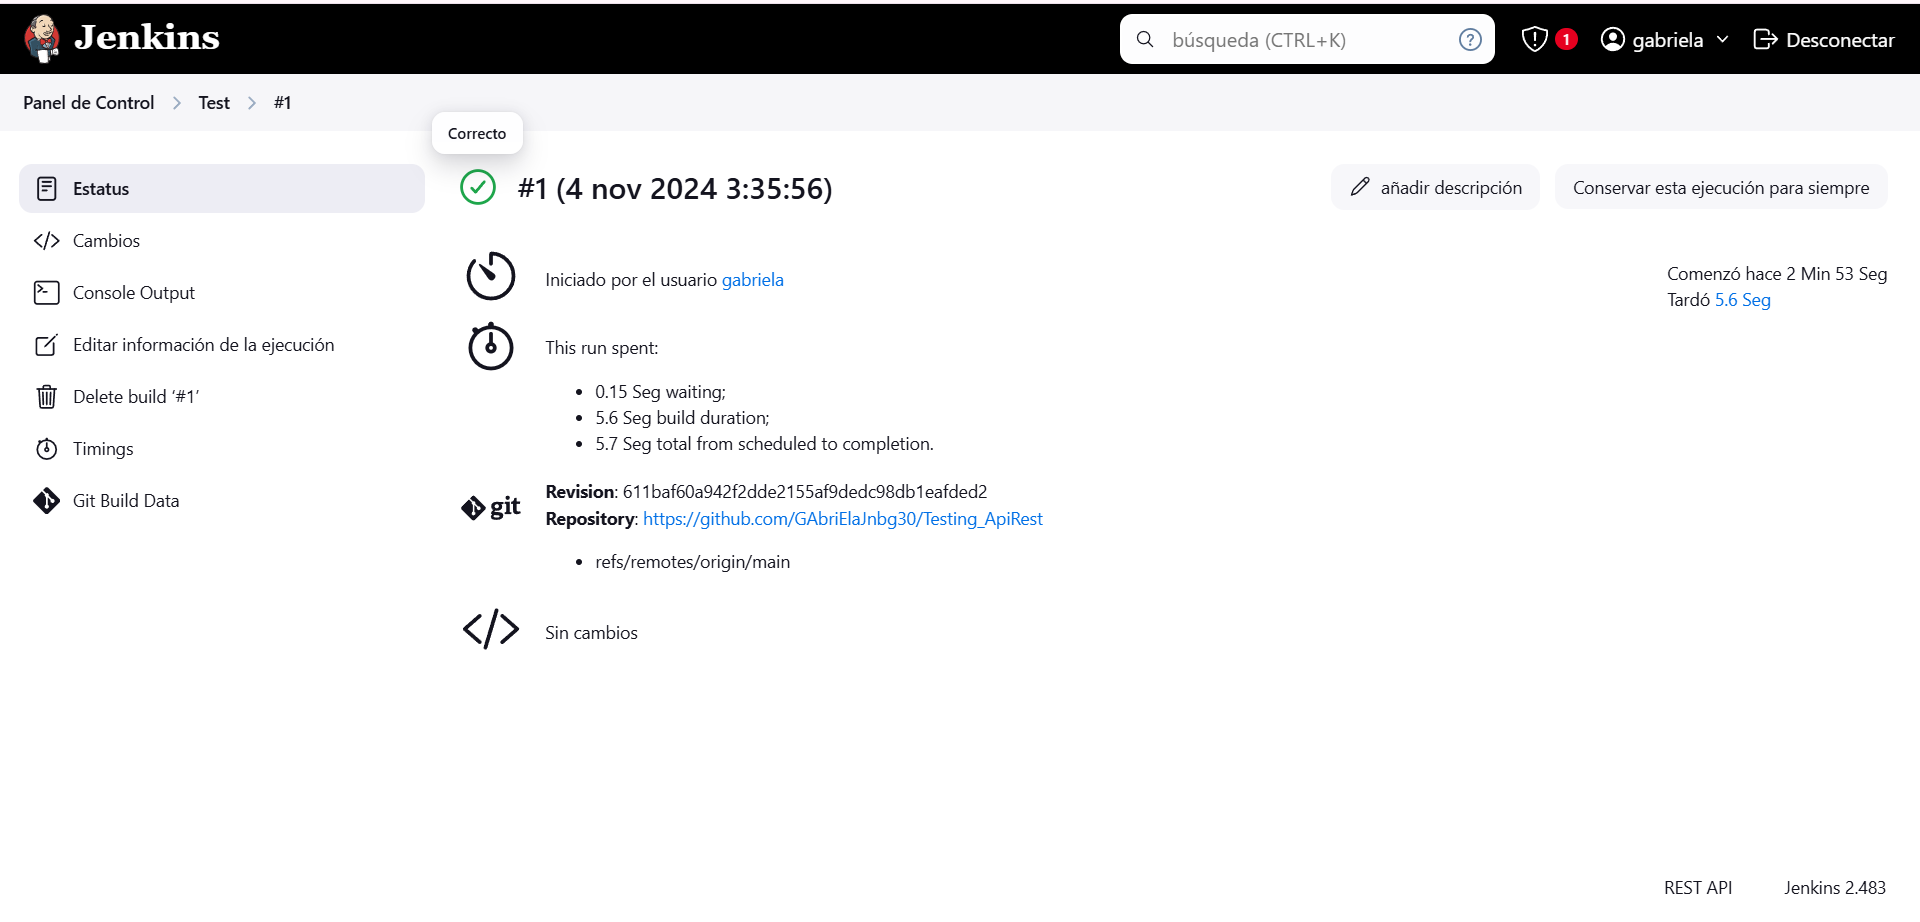 Jenkins
búsqueda (CTRL+K)
1
gabriela
Desconectar
Panel de Control > Test > #1
Correcto
Estatus
Cambios
Console Output
Editar información de la ejecución
Delete build ‘#1’
Timings
Git Build Data
#1 (4 nov 2024 3:35:56)
añadir descripción
Conservar esta ejecución para siempre
Iniciado por el usuario gabriela
Comenzó hace 2 Min 53 Seg
Tardó 5.6 Seg
This run spent:
• 0.15 Seg waiting;
• 5.6 Seg build duration;
• 5.7 Seg total from scheduled to completion.
git
Revision: 611baf60a942f2dde2155af9dedc98db1eafded2
Repository: https://github.com/GAbriElaJnbg30/Testing_ApiRest
• refs/remotes/origin/main
Sin cambios
REST API
Jenkins 2.483